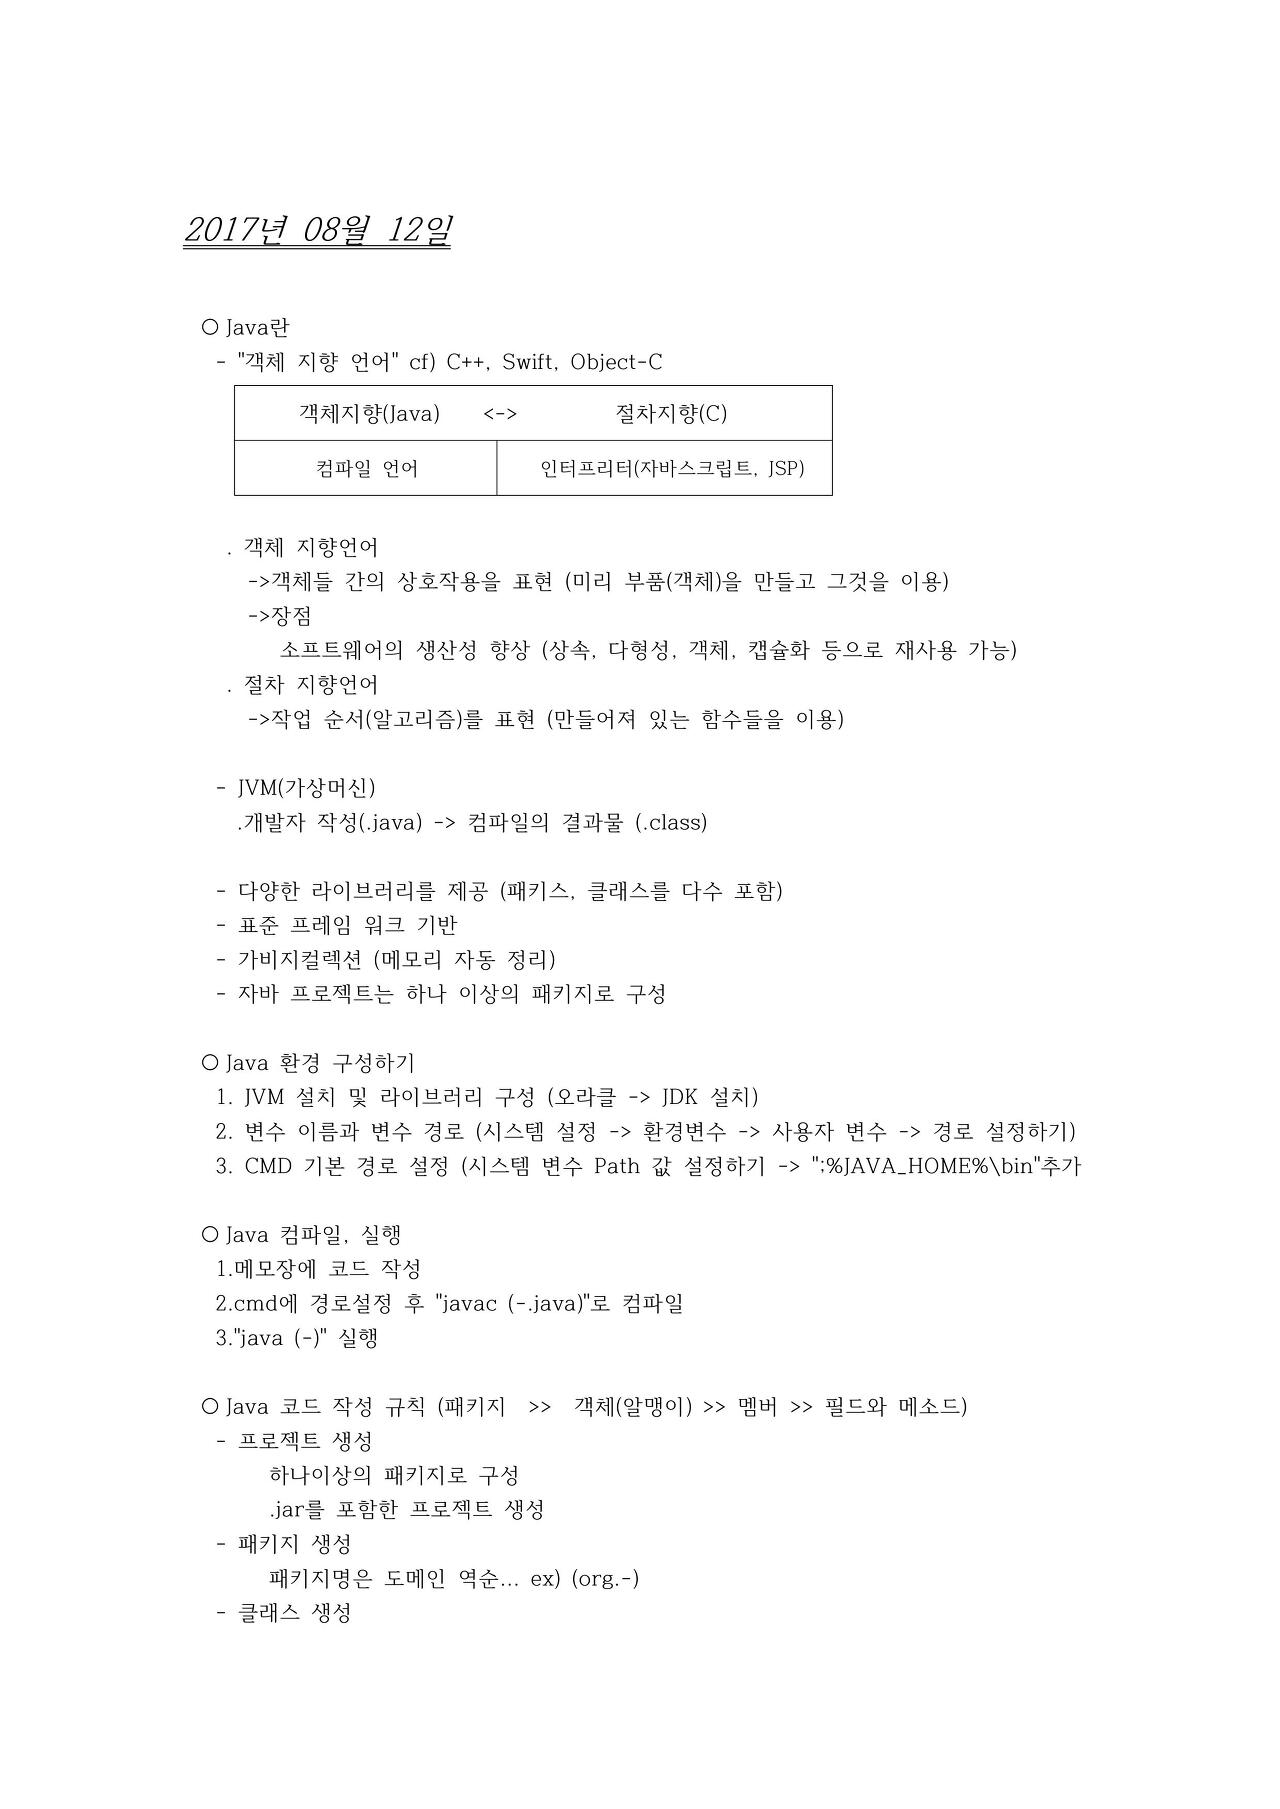 2017년 08월 12일
○ Java란
- "객체 지향 언어" cf) C++, Swift, Object-C
객체지향(Java) <-> 절차지향(C)
컴파일 언어 인터프리터(자바스크립트, JSP)
. 객체 지향언어
->객체들 간의 상호작용을 표현 (미리 부품(객체)을 만들고 그것을 이용)
->장점
소프트웨어의 생산성 향상 (상속, 다형성, 객체, 캡슐화 등으로 재사용 가능)
. 절차 지향언어
->작업 순서(알고리즘)를 표현 (만들어져 있는 함수들을 이용)
- JVM(가상머신)
.개발자 작성(.java) -> 컴파일의 결과물 (.class)
- 다양한 라이브러리를 제공 (패키스, 클래스를 다수 포함)
- 표준 프레임 워크 기반
- 가비지컬렉션 (메모리 자동 정리)
- 자바 프로젝트는 하나 이상의 패키지로 구성
○ Java 환경 구성하기
1. JVM 설치 및 라이브러리 구성 (오라클 -> JDK 설치)
2. 변수 이름과 변수 경로 (시스템 설정 -> 환경변수 -> 사용자 변수 -> 경로 설정하기)
3. CMD 기본 경로 설정 (시스템 변수 Path 값 설정하기 -> ";%JAVA_HOME%\bin"추가
○ Java 컴파일, 실행
1.메모장에 코드 작성
2.cmd에 경로설정 후 "javac (-.java)"로 컴파일
3."java (-)" 실행
○ Java 코드 작성 규칙 (패키지 >> 객체(알맹이) >> 멤버 >> 필드와 메소드)
- 프로젝트 생성
하나이상의 패키지로 구성
.jar를 포함한 프로젝트 생성
- 패키지 생성
패키지명은 도메인 역순... ex) (org.-)
- 클래스 생성